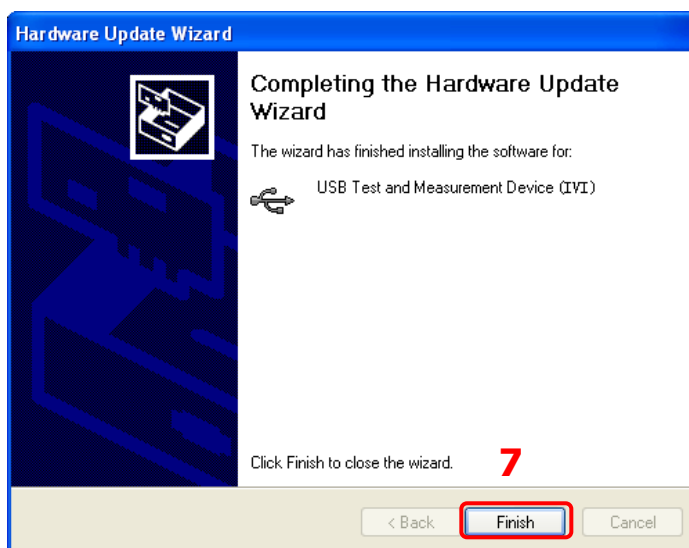 Hardware Update Wizard
Completing the Hardware Update
Wizard
The wizard has finished installing the software for:
USB Test and Measurement Device (IVI)
Click Finish to close the wizard.
7
< Back Finish Cancel